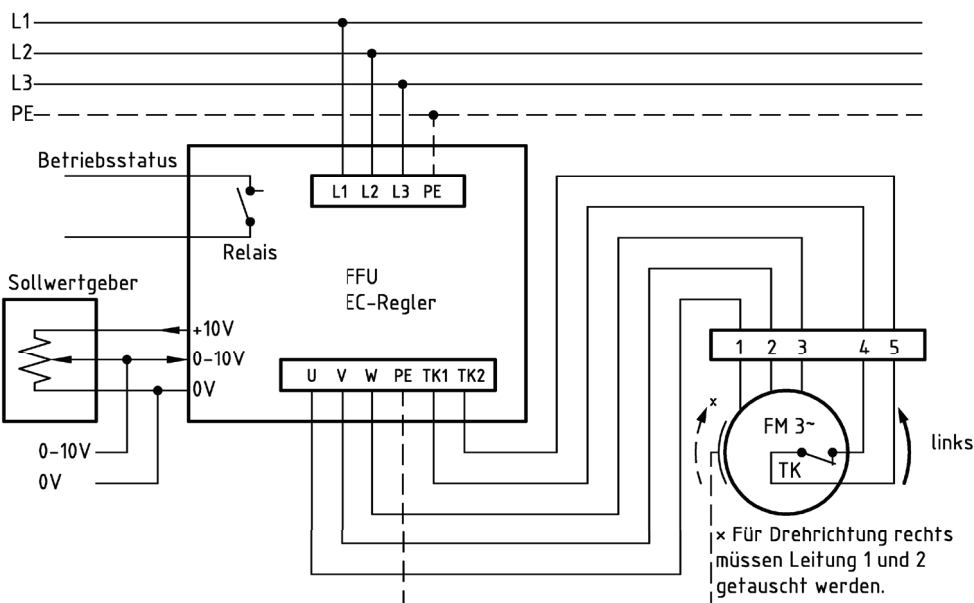 L1
L2
L3
PE
Betriebsstatus
L1 L2 L3 PE
Relais
Sollwertgeber
FFU
EC-Regler
+10V
0-10V
0V
U V W PE TK1 TK2
1 2 3 4 5
0-10V
0V
×
FM 3~
TK
links
× Für Drehrichtung rechts
müssen Leitung 1 und 2
getauscht werden.